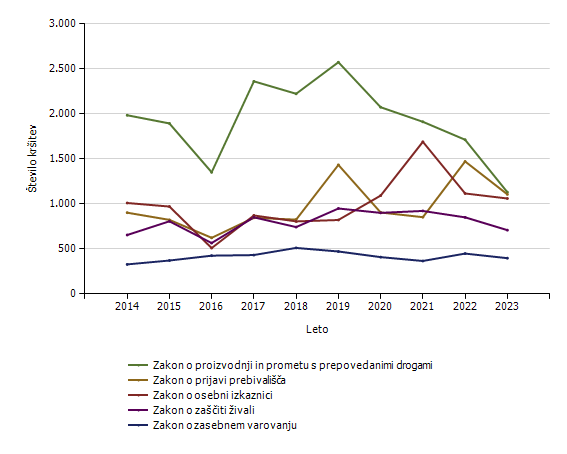 3.000
2.500
2.000
1.500
1.000
500
0
Število kršitev
2014 2015 2016 2017 2018 2019 2020 2021 2022 2023
Leto
Zakon o proizvodnji in prometu s prepovedanimi drogami
Zakon o prijavi prebivališča
Zakon o osebni izkaznici
Zakon o zaščiti živali
Zakon o zasebnem varovanju